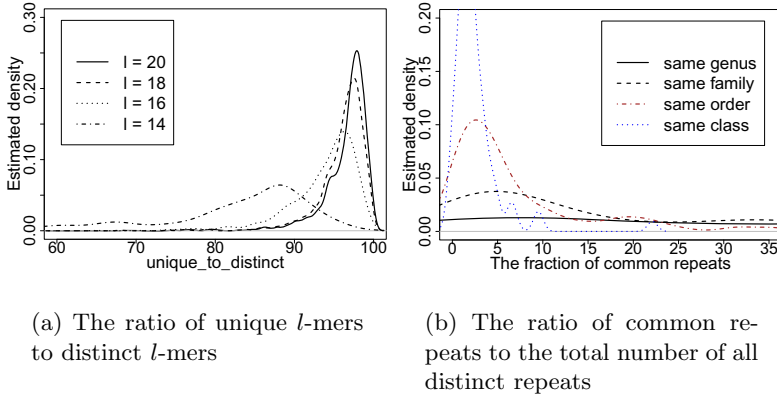 0.30
0.20
0.10
0.00
Estimated density
l = 20
l = 18
l = 16
l = 14
60 70 80 90 100
unique_to_distinct
0.20
0.15
0.10
0.05
0.00
Estimated density
same genus
same family
same order
same class
0 5 10 15 20 25 30 35
The fraction of common repeats
(a) The ratio of unique l-mers
to distinct l-mers
(b) The ratio of common re-
peats to the total number of all
distinct repeats